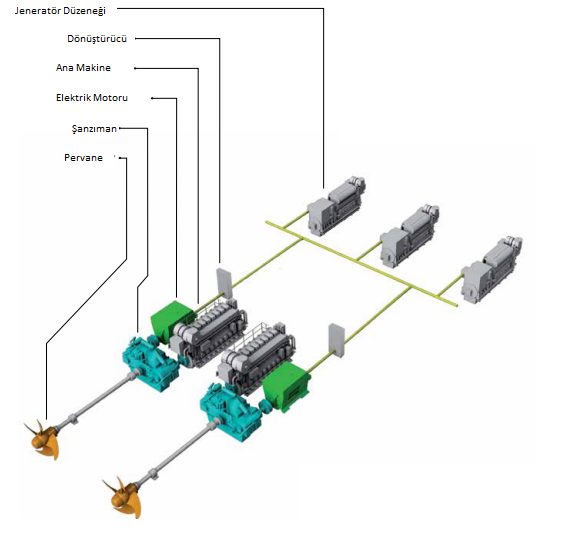 Jeneratör Düzeneği
Dönüştürücü
Ana Makine
Elektrik Motoru
Şanzıman
Pervane